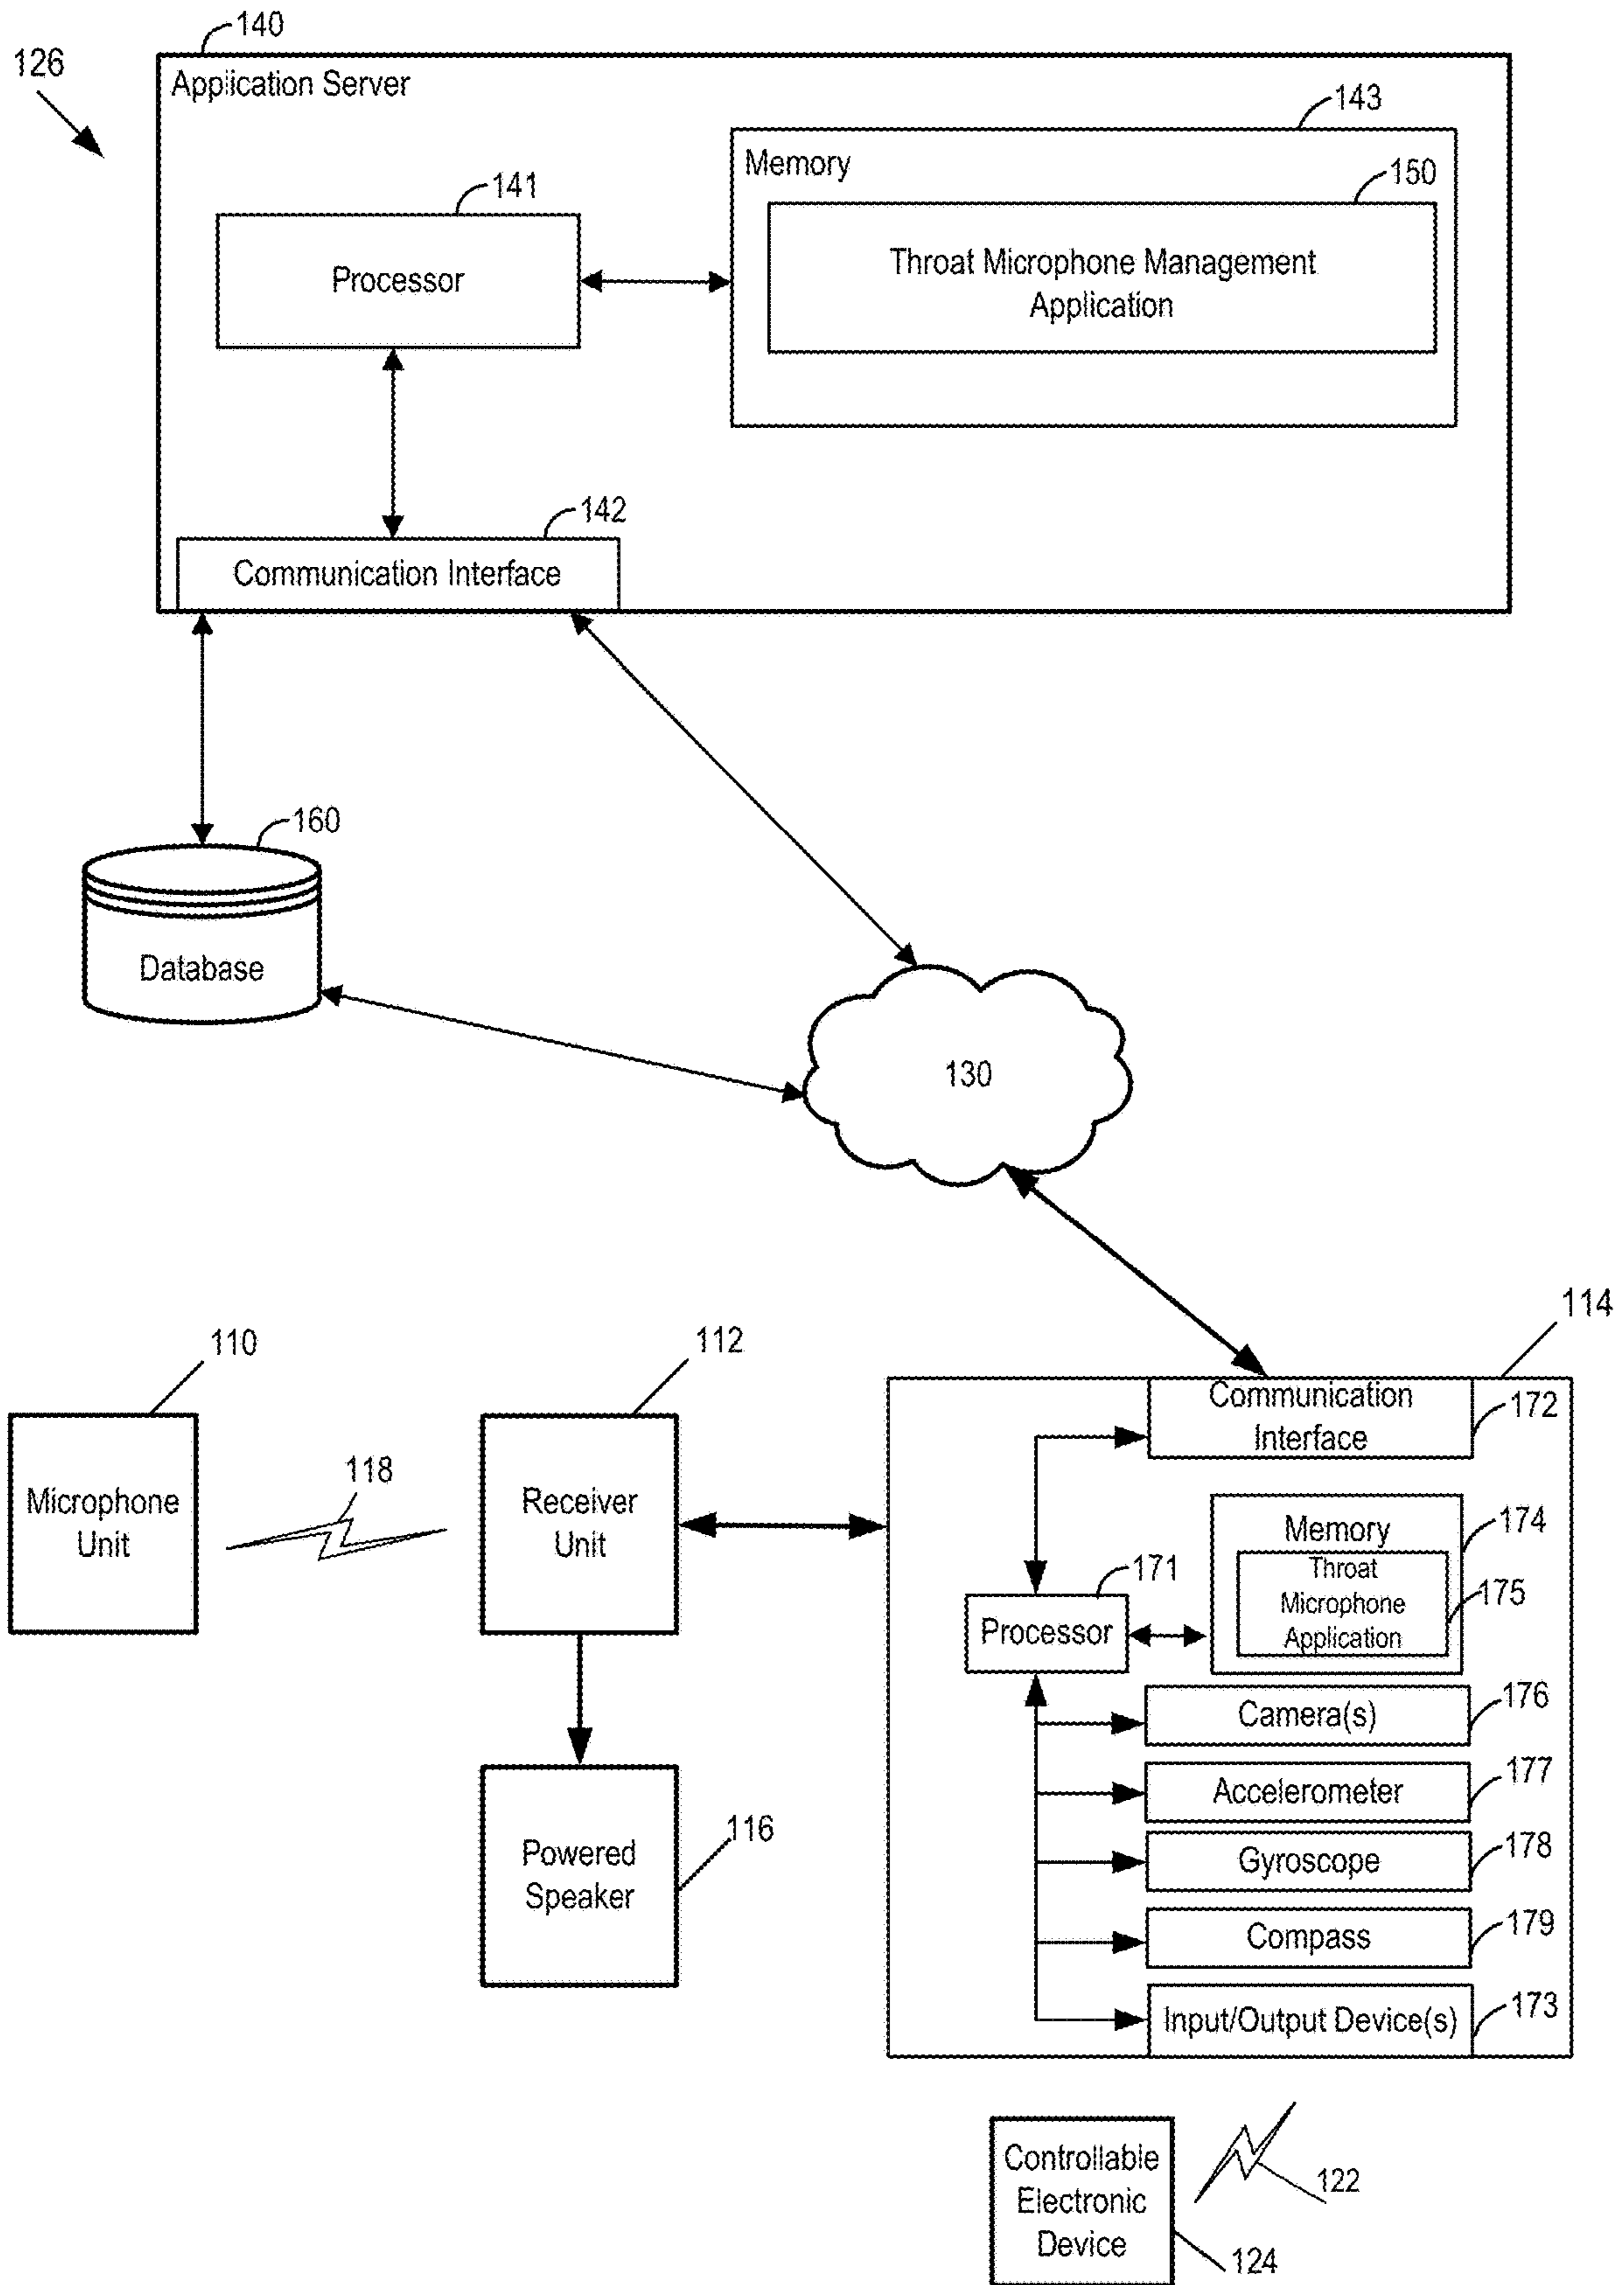 140
126
Application Server
143
Memory
150
141
Processor
Throat Microphone Management
Application
142
Communication Interface
160
Database
130
114
110
112
Communication
Interface
172
Microphone
Unit
118
Receiver
Unit
Memory
174
Throat
Microphone
Application
175
171
Processor
Camera(s)
176
Accelerometer
177
Gyroscope
178
Compass
179
Input/Output Device(s)
173
Powered
Speaker
116
Controllable
Electronic
Device
122
124